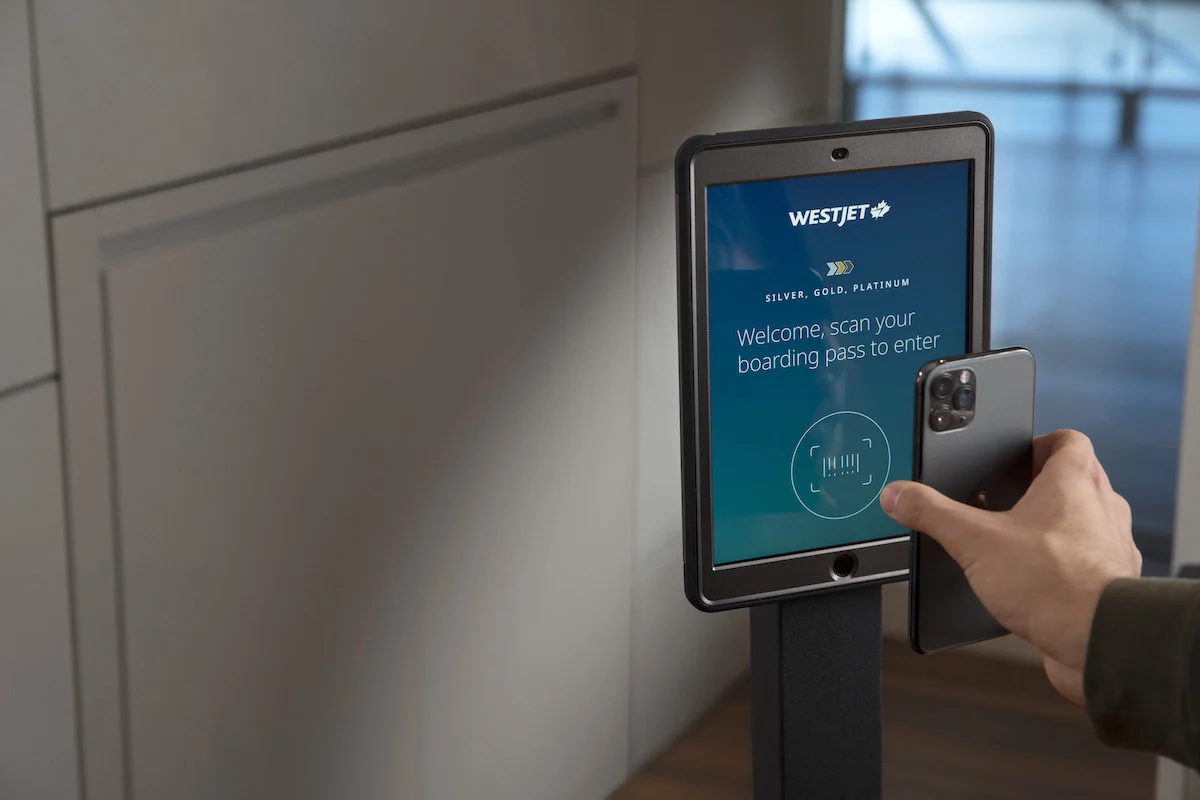 WESTJET
SILVER, GOLD, PLATINUM
Welcome, scan your
boarding pass to enter